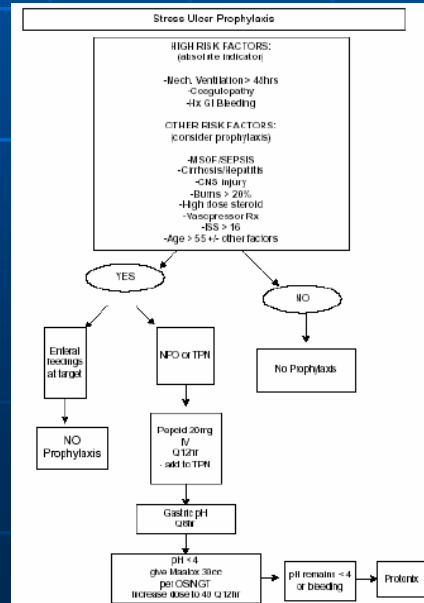 Stress Ulcer Prophylaxis
HIGH RISK FACTORS:
(absolute indicator)
-Mech. Ventilation > 48hrs
-Coagulopathy
-Hx GI Bleeding
OTHER RISK FACTORS:
(consider prophylaxis)
-MSOF/SEPSIS
-Cirrhosis/Hepatitis
-CNS injury
-Burns > 20%
-High dose steroid
-Vasopressor Rx
-ISS > 16
-Age > 55 +/- other factors
YES
NO
Enteral
feedings
at target
NPO or TPN
No Prophylaxis
NO
Prophylaxis
Pepcid 20mg
IV
Q12hr
- add to TPN
Gastric pH
Q8hr
pH < 4
give Maalox 30cc
per OG/NGT
Increase dose to 40 Q12hr
pH remains < 4
or bleeding
Protonix